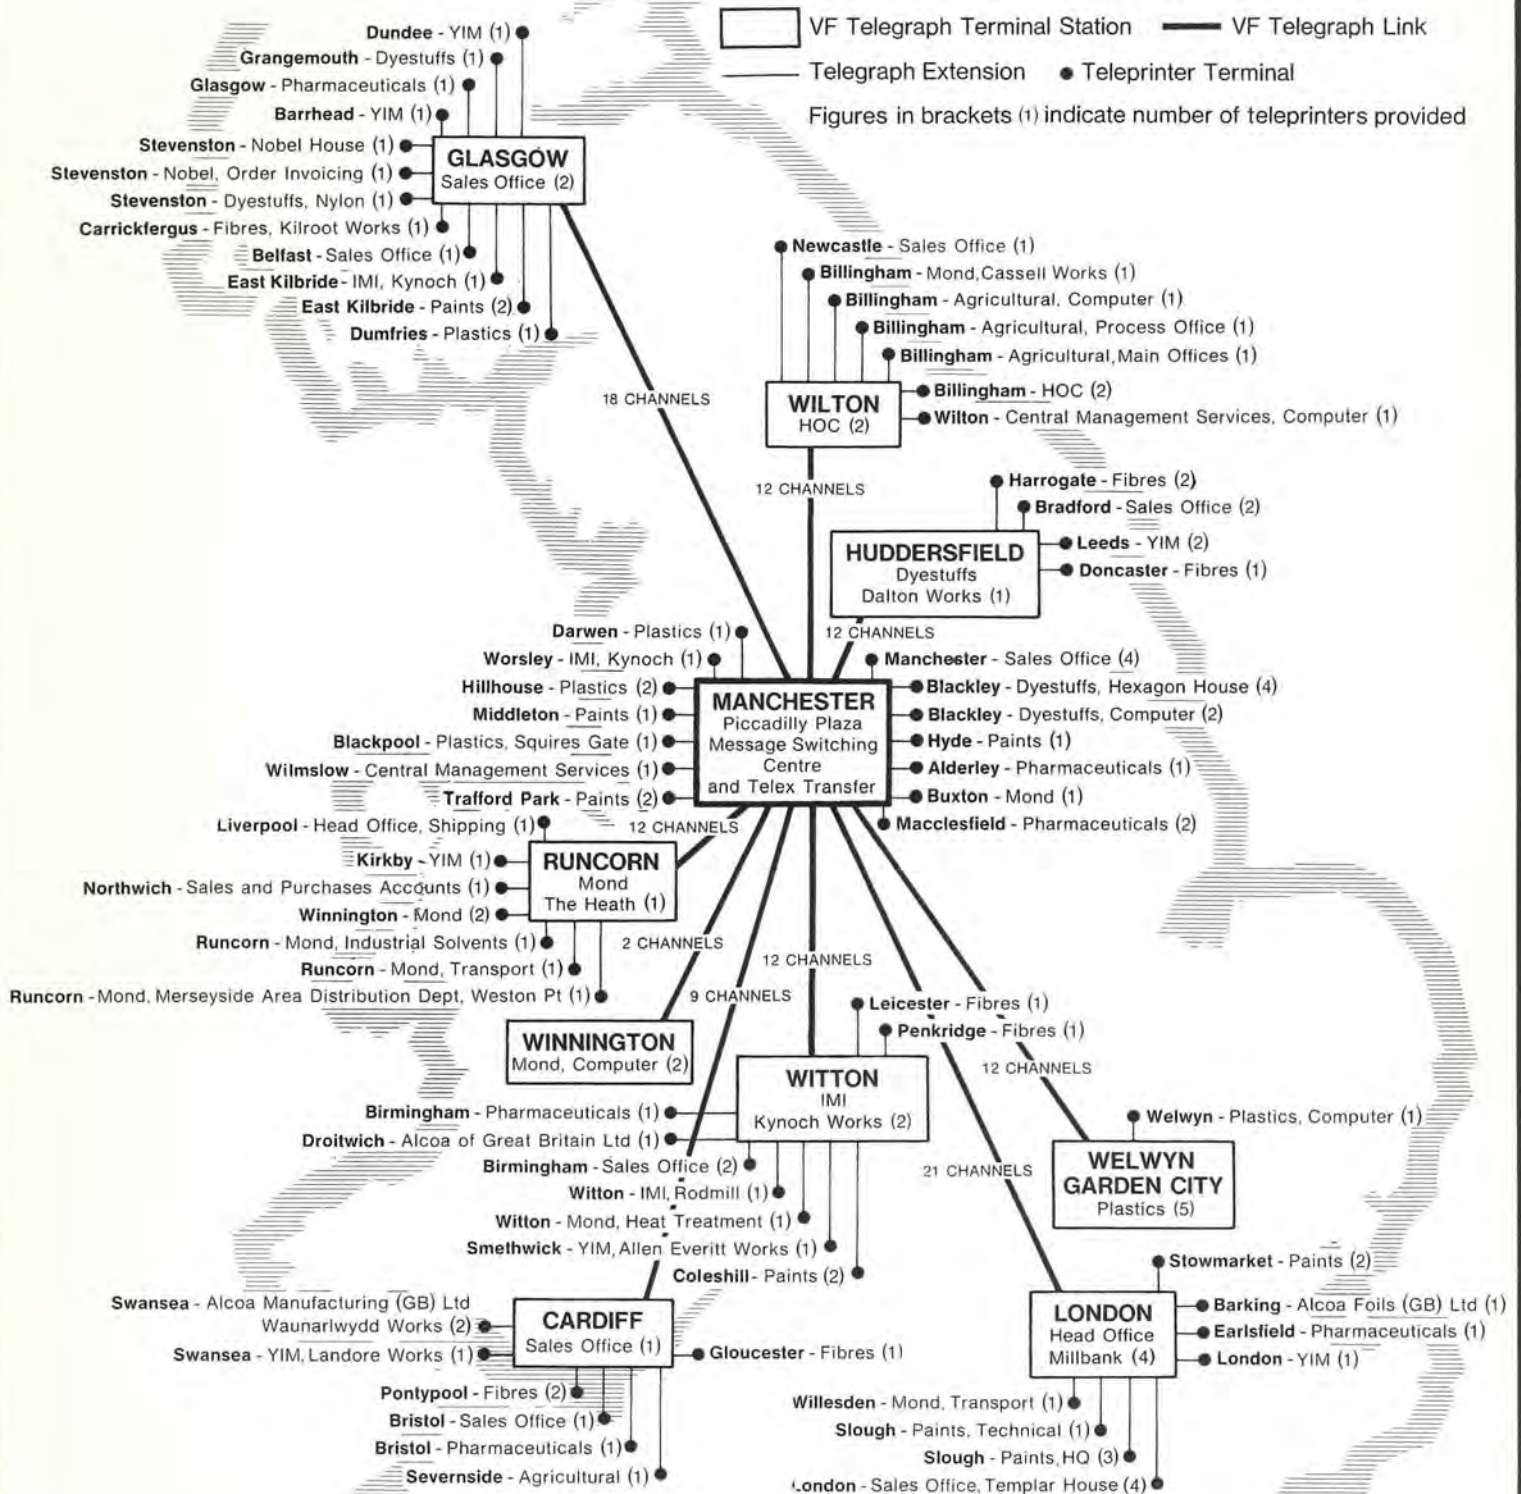 VF Telegraph Terminal Station
VF Telegraph Link
Telegraph Extension
Teleprinter Terminal
Figures in brackets (1) indicate number of teleprinters provided
Dundee - YIM (1)
Grangemouth - Dyestuffs (1)
Glasgow - Pharmaceuticals (1)
Barrhead - YIM (1)
Stevenston - Nobel House (1)
Stevenston - Nobel, Order Invoicing (1)
Stevenston - Dyestuffs, Nylon (1)
GLASGOW
Sales Office (2)
Carrickfergus - Fibres, Kilroot Works (1)
Belfast - Sales Office (1)
East Kilbride - IMI, Kynoch (1)
East Kilbride - Paints (2)
Dumfries - Plastics (1)
18 CHANNELS
Newcastle - Sales Office (1)
Billingham - Mond, Cassell Works (1)
Billingham - Agricultural, Computer (1)
Billingham - Agricultural, Process Office (1)
Billingham - Agricultural, Main Offices (1)
Billingham - HOC (2)
Wilton - Central Management Services, Computer (1)
WILTON
HOC (2)
12 CHANNELS
Harrogate - Fibres (2)
Bradford - Sales Office (2)
Leeds - YIM (2)
Doncaster - Fibres (1)
HUDDERSFIELD
Dyestuffs
Dalton Works (1)
12 CHANNELS
Darwen - Plastics (1)
Worsley - IMI, Kynoch (1)
Hillhouse - Plastics (2)
Middleton - Paints (1)
Blackpool - Plastics, Squires Gate (1)
Wilmslow - Central Management Services (1)
Trafford Park - Paints (2)
MANCHESTER
Piccadilly Plaza
Message Switching
Centre
and Telex Transfer
Manchester - Sales Office (4)
Blackley - Dyestuffs, Hexagon House (4)
Blackley - Dyestuffs, Computer (2)
Hyde - Paints (1)
Alderley - Pharmaceuticals (1)
Buxton - Mond (1)
Macclesfield - Pharmaceuticals (2)
12 CHANNELS
Liverpool - Head Office, Shipping (1)
Kirkby - YIM (1)
Northwich - Sales and Purchases Accounts (1)
Winnington - Mond (2)
RUNCORN
Mond
The Heath (1)
Runcorn - Mond, Industrial Solvents (1)
Runcorn - Mond, Transport (1)
Runcorn - Mond, Merseyside Area Distribution Dept, Weston Pt (1)
2 CHANNELS
WINNINGTON
Mond, Computer (2)
9 CHANNELS
12 CHANNELS
Leicester - Fibres (1)
Penkridge - Fibres (1)
WITTON
IMI
Kynoch Works (2)
Birmingham - Pharmaceuticals (1)
Droitwich - Alcoa of Great Britain Ltd (1)
Birmingham - Sales Office (2)
Witton - IMI, Rodmill (1)
Witton - Mond, Heat Treatment (1)
Smethwick - YIM, Allen Everitt Works (1)
Coleshill - Paints (2)
12 CHANNELS
Welwyn - Plastics, Computer (1)
WELWYN
GARDEN CITY
Plastics (5)
21 CHANNELS
Swansea - Alcoa Manufacturing (GB) Ltd
Waunarlwydd Works (2)
Swansea - YIM, Landore Works (1)
CARDIFF
Sales Office (1)
Gloucester - Fibres (1)
Pontypool - Fibres (2)
Bristol - Sales Office (1)
Bristol - Pharmaceuticals (1)
Severnside - Agricultural (1)
Stowmarket - Paints (2)
LONDON
Head Office
Millbank (4)
Barking - Alcoa Foils (GB) Ltd (1)
Earlsfield - Pharmaceuticals (1)
London - YIM (1)
Willesden - Mond, Transport (1)
Slough - Paints, Technical (1)
Slough - Paints, HQ (3)
London - Sales Office, Templar House (4)